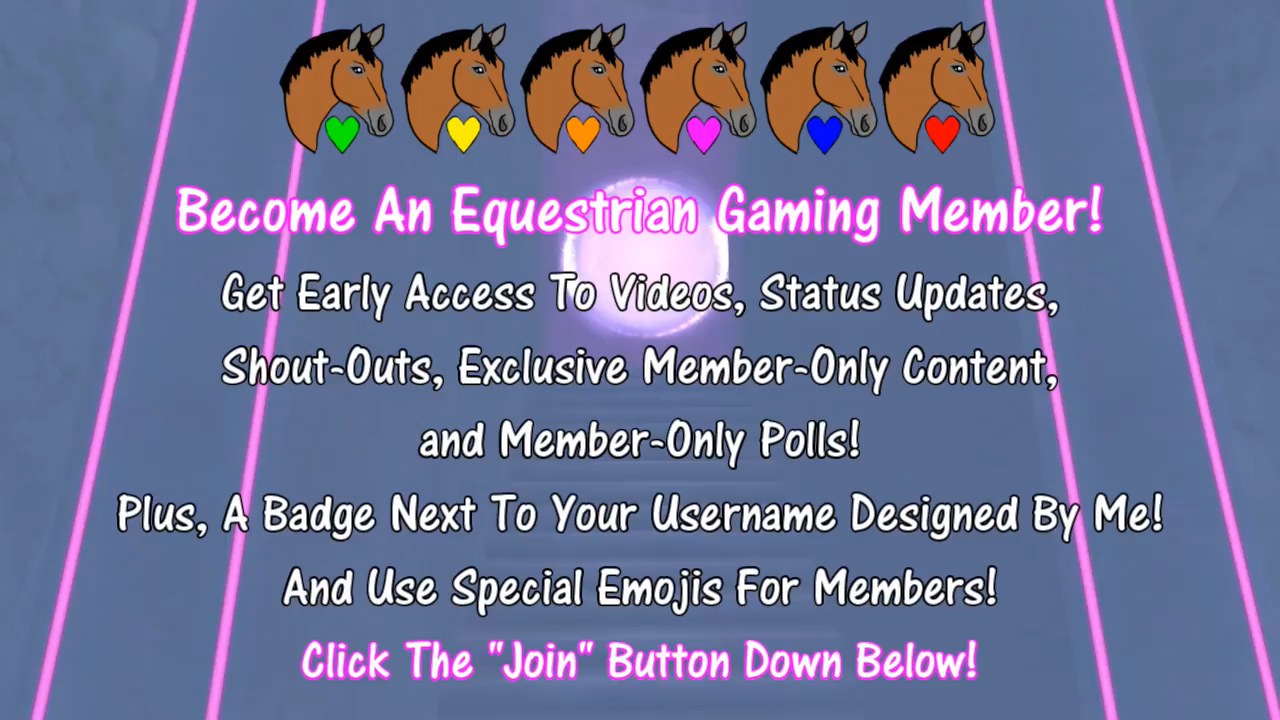 Become An Equestrian Gaming Member!
Get Early Access To Videos, Status Updates,
Shout-Outs, Exclusive Member-Only Content,
and Member-Only Polls!
Plus, A Badge Next To Your Username Designed By Me!
And Use Special Emojis For Members!
Click The "Join" Button Down Below!